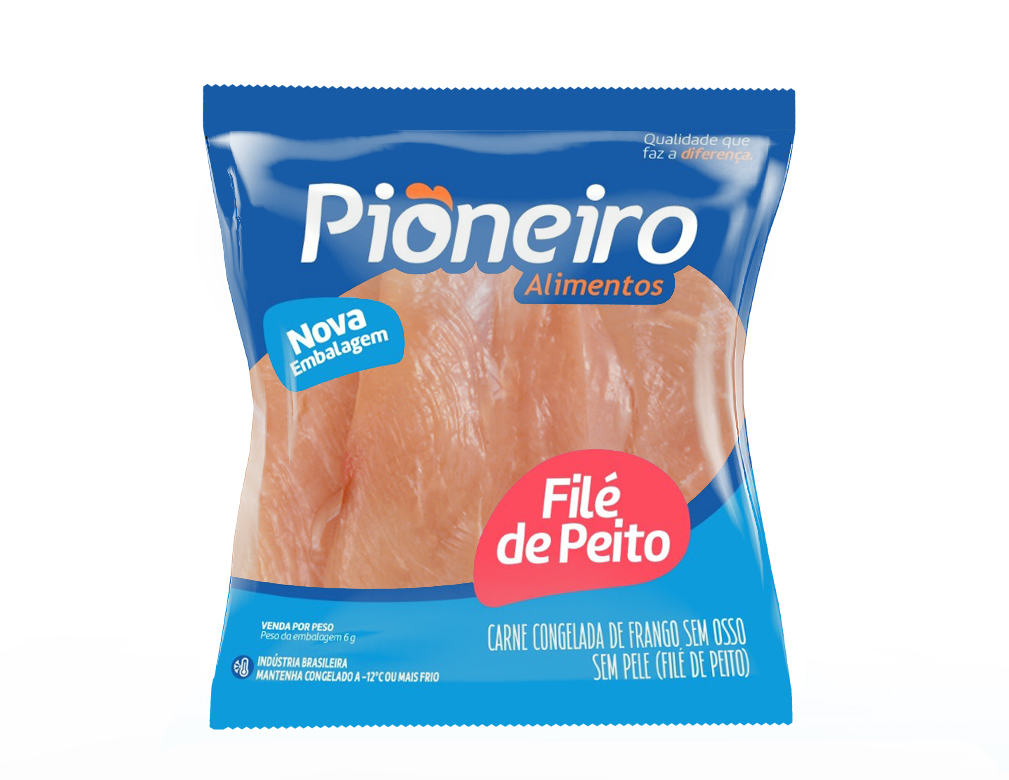 Qualidade que
faz a diferença.
Pioneiro
Alimentos
Nova
Embalagem
Filé
de Peito
VENDA POR PESO
Peso da embalagem 6 g
INDÚSTRIA BRASILEIRA
MANTENHA CONGELADO A -12°C OU MAIS FRIO
CARNE CONGELADA DE FRANGO SEM OSSO
SEM PELE (FILÉ DE PEITO)